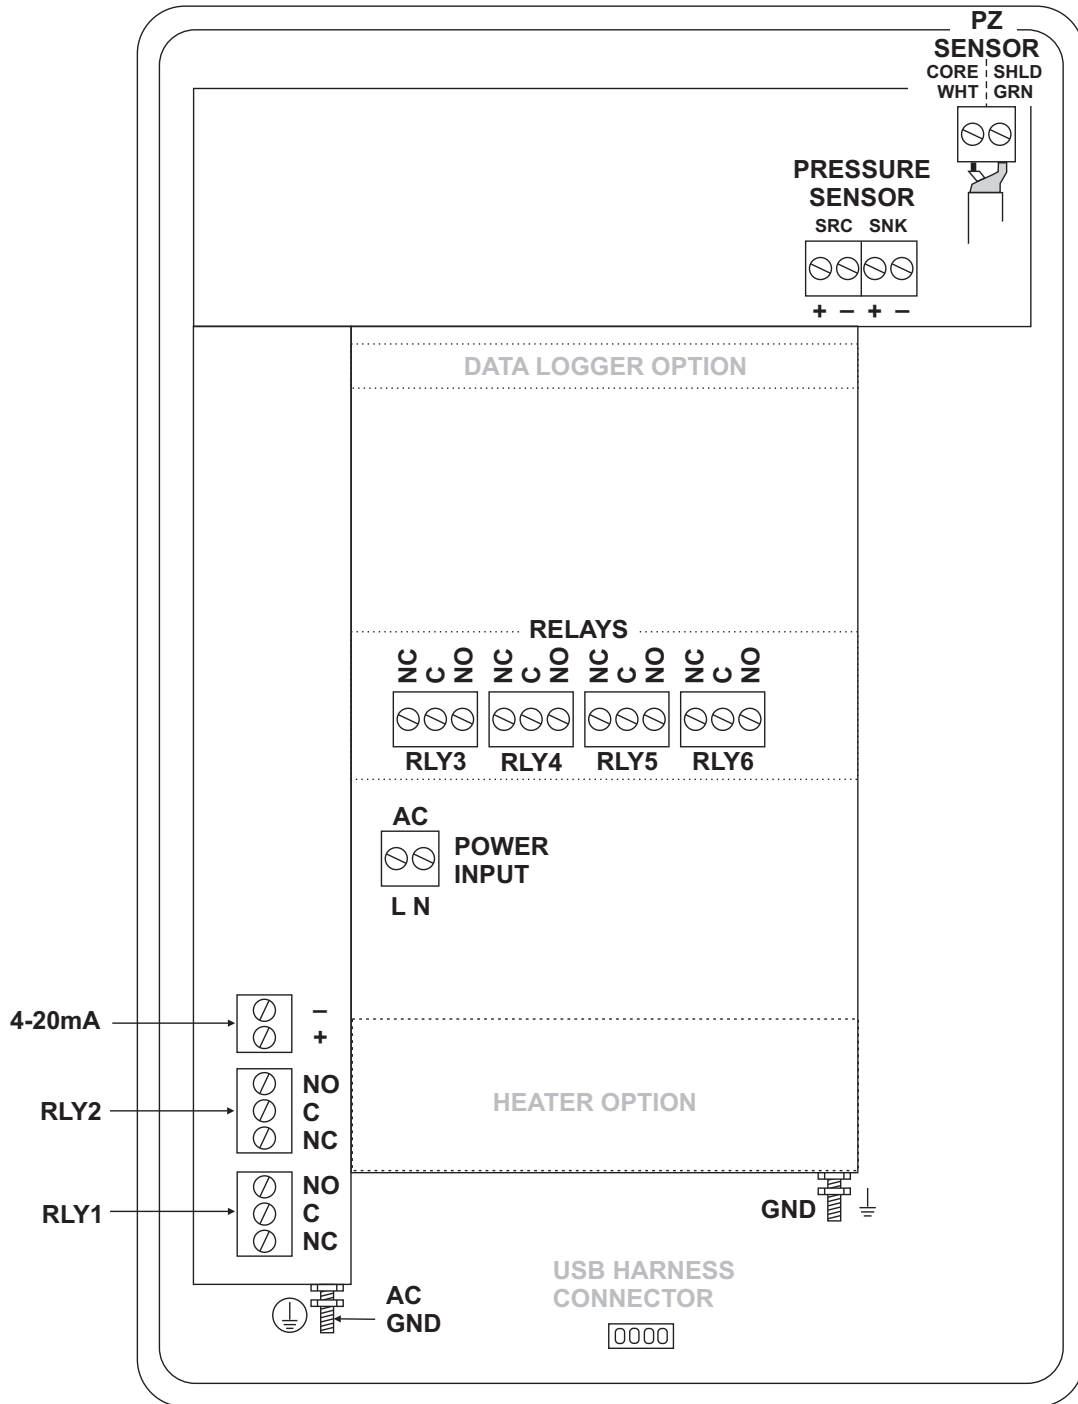 PZ
SENSOR
CORE SHLD
WHT GRN
PRESSURE
SENSOR
SRC SNK
+ – + –
DATA LOGGER OPTION
RELAYS
NC C NO NC C NO NC C NO NC C NO
RLY3 RLY4 RLY5 RLY6
AC
POWER
INPUT
L N
4-20mA
–
+
RLY2
NO
C
NC
HEATER OPTION
RLY1
NO
C
NC
GND
AC
GND
USB HARNESS
CONNECTOR